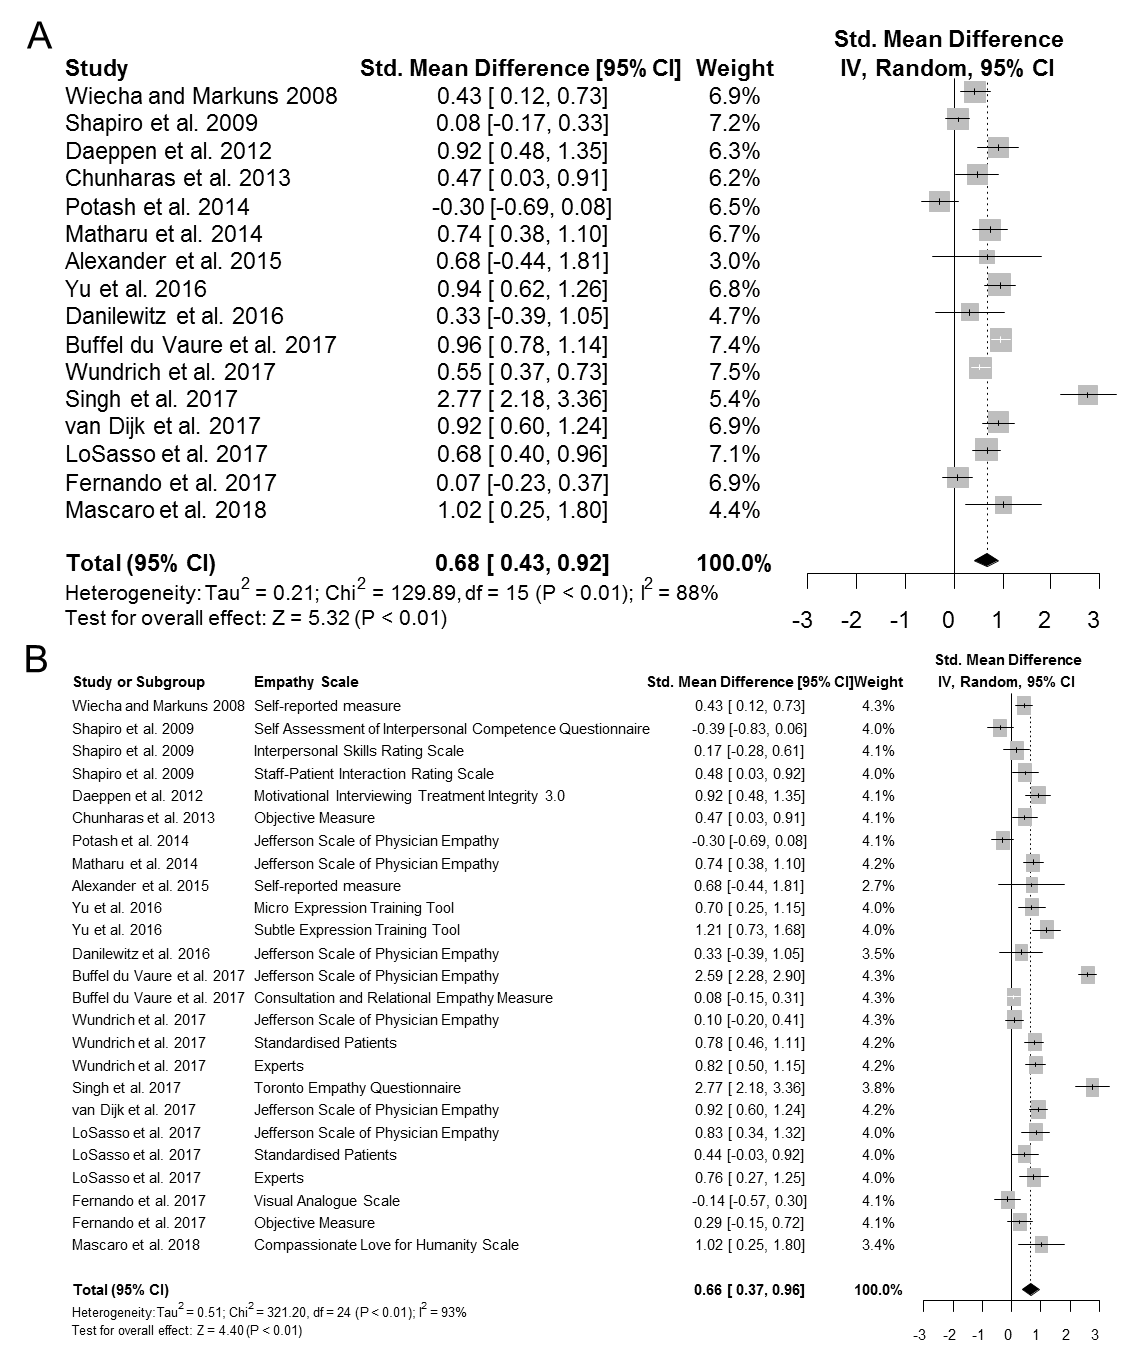 A
Std. Mean Difference
Study Std. Mean Difference [95% CI] Weight IV, Random, 95% CI
Wiecha and Markuns 2008 0.43 [ 0.12, 0.73] 6.9%
Shapiro et al. 2009 0.08 [-0.17, 0.33] 7.2%
Daeppen et al. 2012 0.92 [ 0.48, 1.35] 6.3%
Chunharas et al. 2013 0.47 [ 0.03, 0.91] 6.2%
Potash et al. 2014 -0.30 [-0.69, 0.08] 6.5%
Matharu et al. 2014 0.74 [ 0.38, 1.10] 6.7%
Alexander et al. 2015 0.68 [-0.44, 1.81] 3.0%
Yu et al. 2016 0.94 [ 0.62, 1.26] 6.8%
Danilewitz et al. 2016 0.33 [-0.39, 1.05] 4.7%
Buffel du Vaure et al. 2017 0.96 [ 0.78, 1.14] 7.4%
Wundrich et al. 2017 0.55 [ 0.37, 0.73] 7.5%
Singh et al. 2017 2.77 [ 2.18, 3.36] 5.4%
van Dijk et al. 2017 0.92 [ 0.60, 1.24] 6.9%
LoSasso et al. 2017 0.68 [ 0.40, 0.96] 7.1%
Fernando et al. 2017 0.07 [-0.23, 0.37] 6.9%
Mascaro et al. 2018 1.02 [ 0.25, 1.80] 4.4%
Total (95% CI) 0.68 [ 0.43, 0.92] 100.0%
Heterogeneity: Tau2 = 0.21; Chi2 = 129.89, df = 15 (P < 0.01); I2 = 88%
Test for overall effect: Z = 5.32 (P < 0.01)
-3 -2 -1 0 1 2 3
B
Std. Mean Difference
Study or Subgroup Empathy Scale Std. Mean Difference [95% CI] Weight IV, Random, 95% CI
Wiecha and Markuns 2008 Self-reported measure 0.43 [ 0.12, 0.73] 4.3%
Shapiro et al. 2009 Self Assessment of Interpersonal Competence Questionnaire -0.39 [-0.83, 0.06] 4.0%
Shapiro et al. 2009 Interpersonal Skills Rating Scale 0.17 [-0.28, 0.61] 4.1%
Shapiro et al. 2009 Staff-Patient Interaction Rating Scale 0.48 [ 0.03, 0.92] 4.0%
Daeppen et al. 2012 Motivational Interviewing Treatment Integrity 3.0 0.92 [ 0.48, 1.35] 4.1%
Chunharas et al. 2013 Objective Measure 0.47 [ 0.03, 0.91] 4.1%
Potash et al. 2014 Jefferson Scale of Physician Empathy -0.30 [-0.69, 0.08] 4.1%
Matharu et al. 2014 Jefferson Scale of Physician Empathy 0.74 [ 0.38, 1.10] 4.2%
Alexander et al. 2015 Self-reported measure 0.68 [-0.44, 1.81] 2.7%
Yu et al. 2016 Micro Expression Training Tool 0.70 [ 0.25, 1.15] 4.0%
Yu et al. 2016 Subtle Expression Training Tool 1.21 [ 0.73, 1.68] 4.0%
Danilewitz et al. 2016 Jefferson Scale of Physician Empathy 0.33 [-0.39, 1.05] 3.5%
Buffel du Vaure et al. 2017 Jefferson Scale of Physician Empathy 2.59 [ 2.28, 2.90] 4.3%
Buffel du Vaure et al. 2017 Consultation and Relational Empathy Measure 0.08 [-0.15, 0.31] 4.3%
Wundrich et al. 2017 Jefferson Scale of Physician Empathy 0.10 [-0.20, 0.41] 4.3%
Wundrich et al. 2017 Standardised Patients 0.78 [ 0.46, 1.11] 4.2%
Wundrich et al. 2017 Experts 0.82 [ 0.50, 1.15] 4.2%
Singh et al. 2017 Toronto Empathy Questionnaire 2.77 [ 2.18, 3.36] 3.8%
van Dijk et al. 2017 Jefferson Scale of Physician Empathy 0.92 [ 0.60, 1.24] 4.2%
LoSasso et al. 2017 Jefferson Scale of Physician Empathy 0.83 [ 0.34, 1.32] 4.0%
LoSasso et al. 2017 Standardised Patients 0.44 [-0.03, 0.92] 4.0%
LoSasso et al. 2017 Experts 0.76 [ 0.27, 1.25] 4.0%
Fernando et al. 2017 Visual Analogue Scale -0.14 [-0.57, 0.30] 4.1%
Fernando et al. 2017 Objective Measure 0.29 [-0.15, 0.72] 4.1%
Mascaro et al. 2018 Compassionate Love for Humanity Scale 1.02 [ 0.25, 1.80] 3.4%
Total (95% CI) 0.66 [ 0.37, 0.96] 100.0%
Heterogeneity: Tau2 = 0.51; Chi2 = 321.20, df = 24 (P < 0.01); I2 = 93%
Test for overall effect: Z = 4.40 (P < 0.01)
-3 -2 -1 0 1 2 3